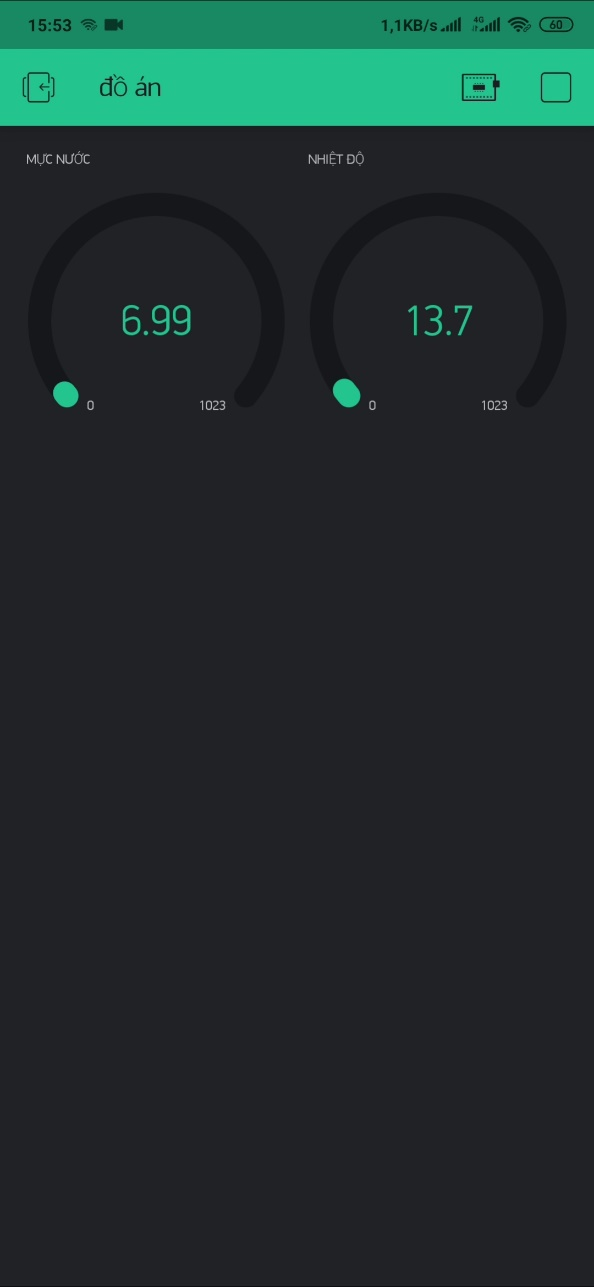 15:53 1,1KB/s 4G 60
đồ án
MỰC NƯỚC NHIỆT ĐỘ
6.99 13.7
0 1023 0 1023